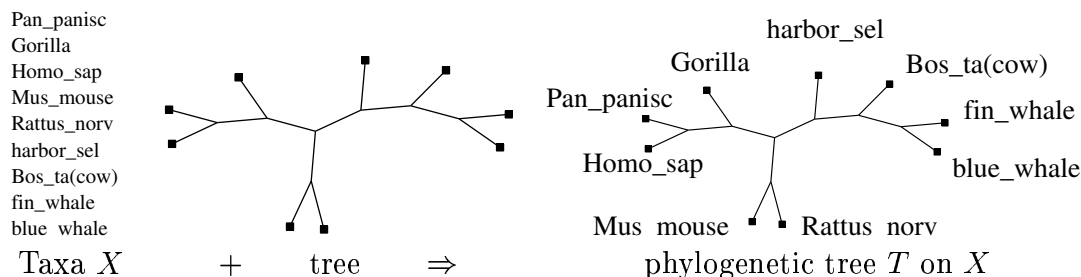 Pan_panisc
Gorilla
Homo_sap
Mus_mouse
Rattus_norv
harbor_sel
Bos_ta(cow)
fin_whale
blue whale
harbor_sel
Gorilla
Bos_ta(cow)
Pan_panisc
fin_whale
Homo_sap
blue_whale
Mus mouse
Rattus norv
Taxa X + tree ⇒ phylogenetic tree T on X